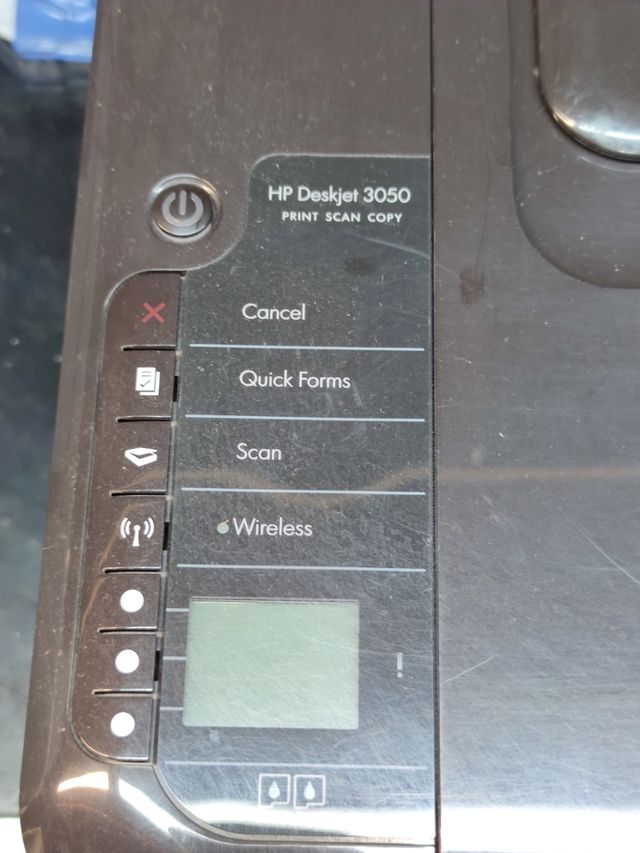 HP Deskjet 3050
PRINT SCAN COPY
Cancel
Quick Forms
Scan
Wireless
!